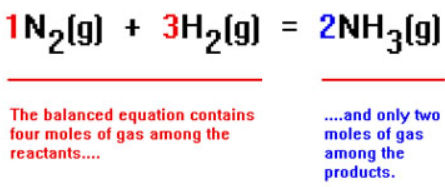 1N₂(g) + 3H₂(g) = 2NH₃(g)
The balanced equation contains
four moles of gas among the
reactants....
....and only two
moles of gas
among the
products.